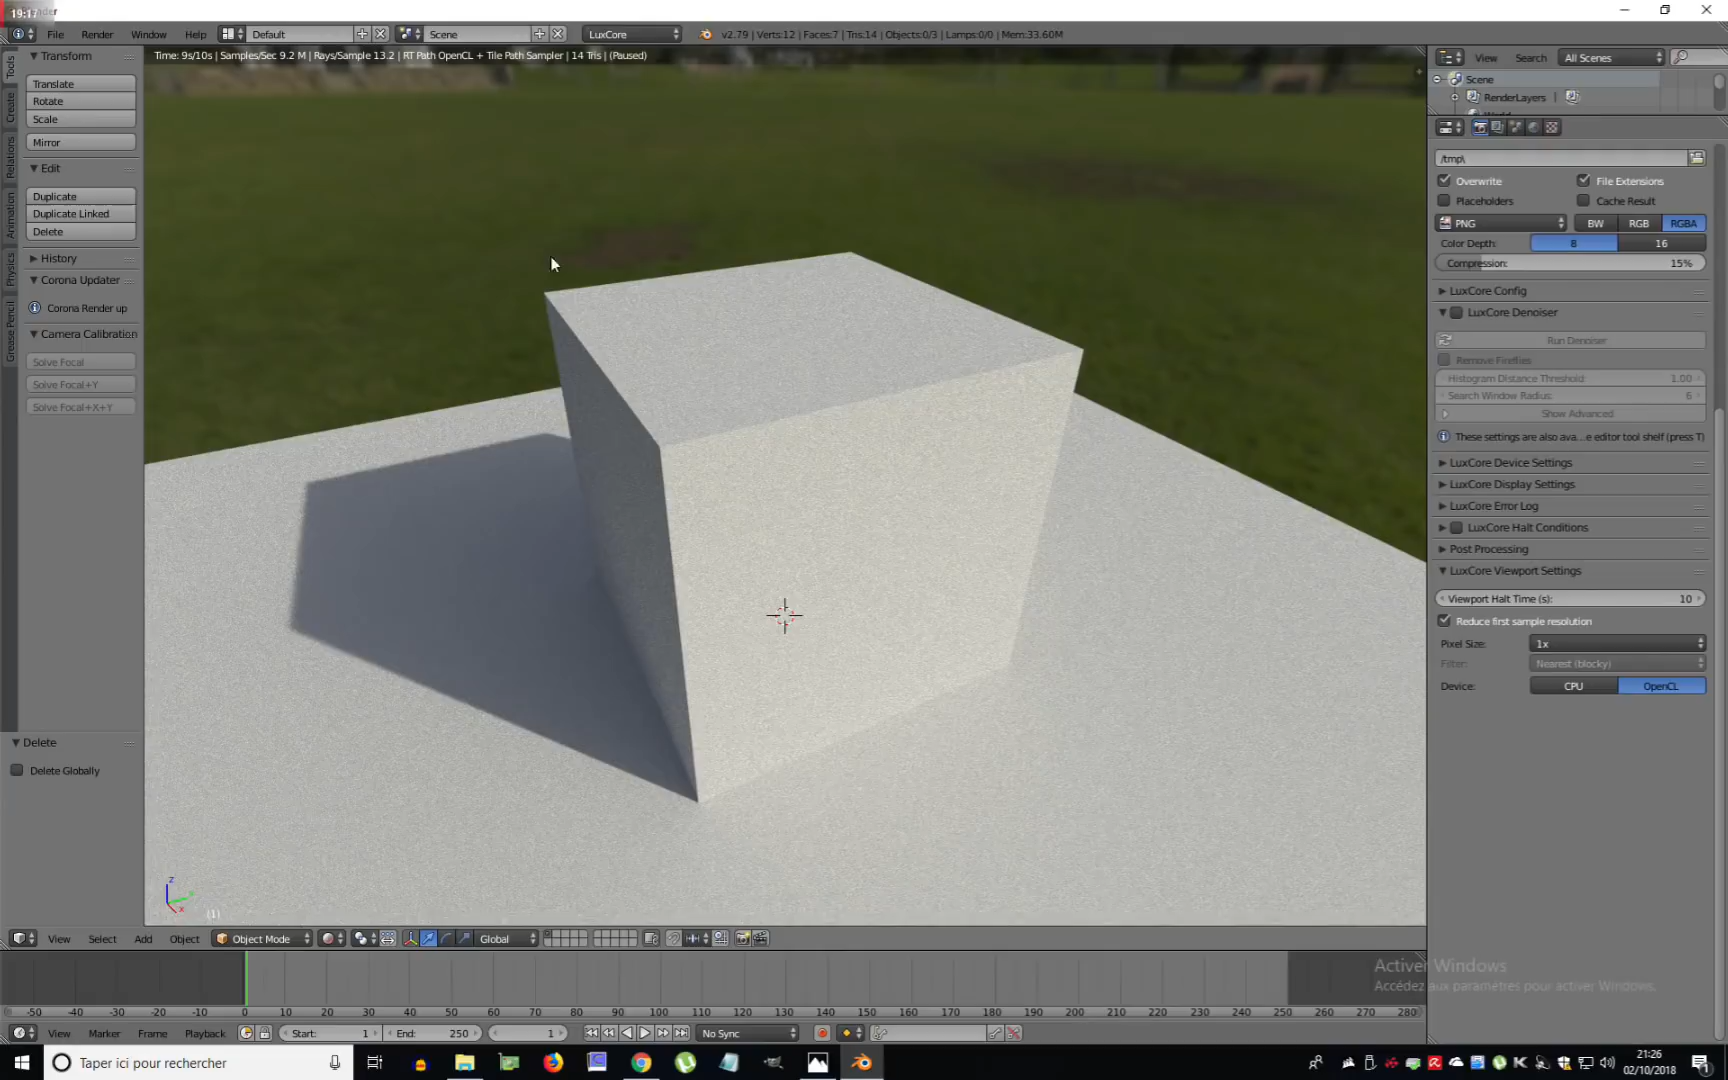 19:1
File Render Window Help Default Scene LuxCore v2.79 | Verts:12 | Faces:7 | Tris:14 | Objects:0/3 | Lamps:0/0 | Mem:33.60M
Time: 9s/10s | Samples/Sec 9.2 M | Rays/Sample 13.2 | RT Path OpenCL + Tile Path Sampler | 14 Tris | (Paused)
Tools
Create
Relations
Animation
Physics
Grease Pencil
Transform
Translate
Rotate
Scale
Mirror
Edit
Duplicate
Duplicate Linked
Delete
History
Corona Updater
Corona Render up
Camera Calibration
Solve Focal
Solve Focal+Y
Solve Focal+X+Y
Delete
Delete Globally
z
x
(1)
View Search All Scenes
Scene
RenderLayers |
/tmp\
Overwrite File Extensions
Placeholders Cache Result
PNG BW RGB RGBA
Color Depth: 8 16
Compression: 15%
LuxCore Config
LuxCore Denoiser
Run Denoiser
Remove Fireflies
Histogram Distance Threshold: 1.00
Search Window Radius: 6
Show Advanced
These settings are also ava...e editor tool shelf (press T)
LuxCore Device Settings
LuxCore Display Settings
LuxCore Error Log
LuxCore Halt Conditions
Post Processing
LuxCore Viewport Settings
Viewport Halt Time (s): 10
Reduce first sample resolution
Pixel Size: 1x
Filter: Nearest (blocky)
Device: CPU OpenCL
View Select Add Object Object Mode Global
Activer Windows
Accédez aux paramètres pour activer Windows.
-50 -40 -30 -20 -10 0 10 20 30 40 50 60 70 80 90 100 110 120 130 140 150 160 170 180 190 200 210 220 230 240 250 260 270 280
View Marker Frame Playback Start: 1 End: 250 1 No Sync
Taper ici pour rechercher
21:26
02/10/2018